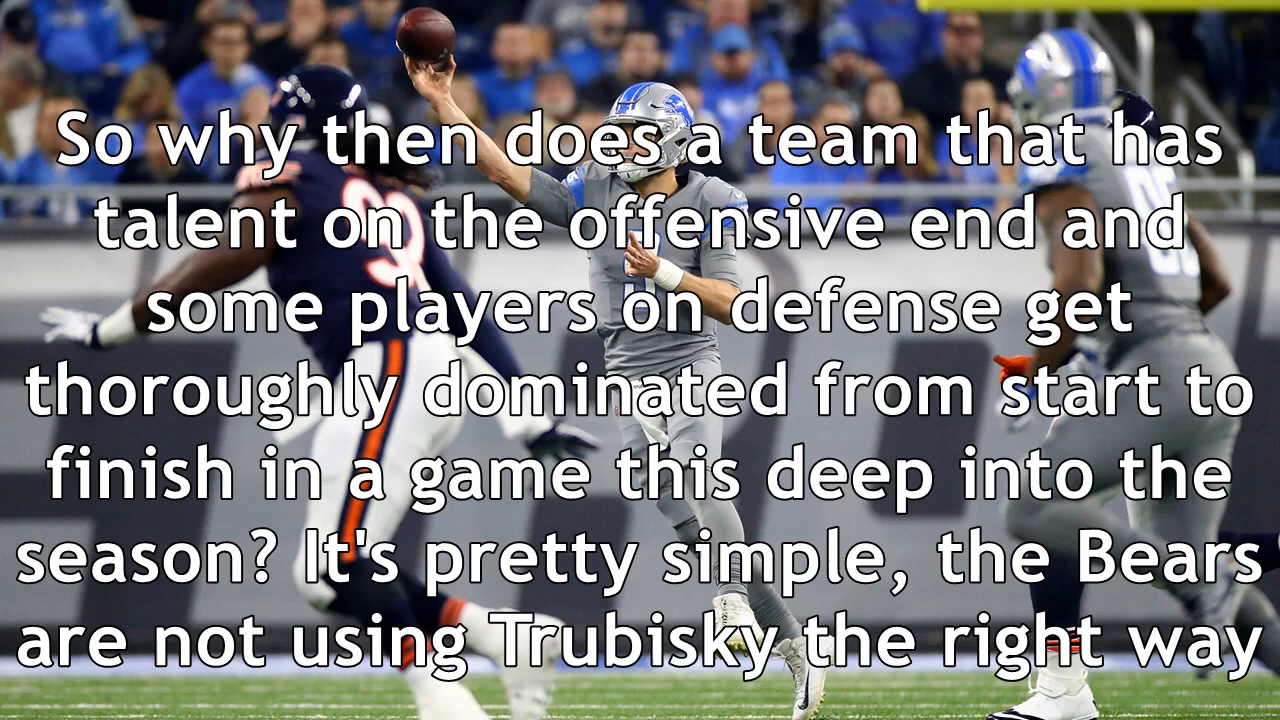 So why then does a team that has
talent on the offensive end and
some players on defense get
thoroughly dominated from start to
finish in a game this deep into the
season? It's pretty simple, the Bears
are not using Trubisky the right way